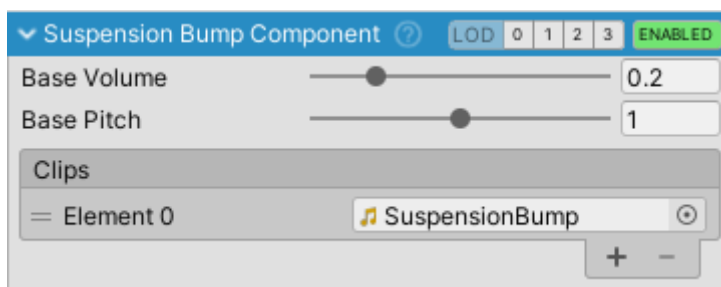 Suspension Bump Component ? LOD 0 1 2 3 ENABLED
Base Volume 0.2
Base Pitch 1
Clips
Element 0 SuspensionBump
+ −